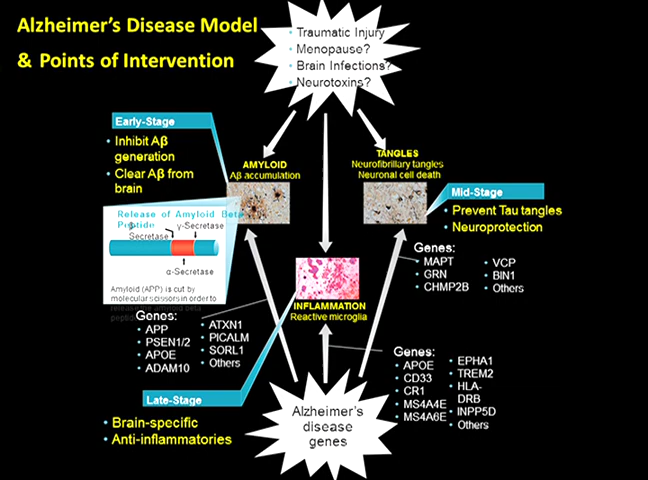 Alzheimer's Disease Model
& Points of Intervention
• Traumatic Injury
• Menopause?
• Brain Infections?
• Neurotoxins?
Early-Stage
• Inhibit Aβ
generation
• Clear Aβ from
brain
AMYLOID
Aβ accumulation
TANGLES
Neurofibrillary tangles
Neuronal cell death
Mid-Stage
• Prevent Tau tangles
• Neuroprotection
Release of Amyloid Beta
Peptide
γ-Secretase
Secretase
α-Secretase
Amyloid (APP) is cut by
molecular scissors in order to
release the amyloid beta
Genes:
• MAPT
• GRN
• CHMP2B
• VCP
• BIN1
• Others
INFLAMMATION
Reactive microglia
Genes:
• APP
• PSEN1/2
• APOE
• ADAM10
• ATXN1
• PICALM
• SORL1
• Others
Genes:
• APOE
• CD33
• CR1
• MS4A4E
• MS4A6E
• EPHA1
• TREM2
• HLA-
DRB
• INPP5D
• Others
Late-Stage
• Brain-specific
• Anti-inflammatories
Alzheimer's
disease
genes